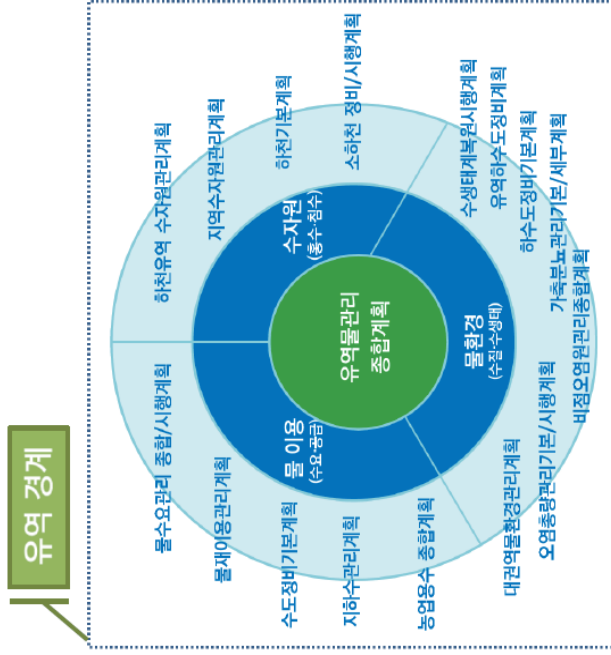 유역 경계
유역물관리
종합계획
물 이용
(수요·공급)
수자원
(홍수·침수)
물환경
(수질·수생태)
물수요관리 종합/시행계획
물재이용관리계획
수도정비기본계획
지하수관리계획
농업용수 종합계획
하천유역 수자원관리계획
지역수자원관리계획
하천기본계획
소하천 정비/시행계획
대권역물환경관리계획
오염총량관리기본/시행계획
수생태계복원시행계획
유역하수도정비계획
하수도정비기본계획
가축분뇨관리기본/세부계획
비점오염원관리종합계획